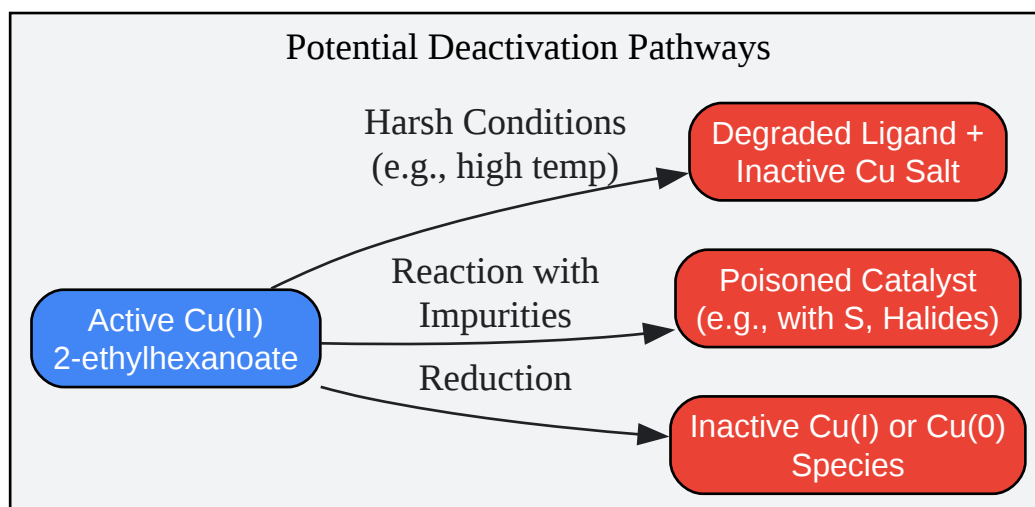 Potential Deactivation Pathways
Harsh Conditions
(e.g., high temp)
Degraded Ligand +
Inactive Cu Salt
Active Cu(II)
2-ethylhexanoate
Reaction with
Impurities
Poisoned Catalyst
(e.g., with S, Halides)
Reduction
Inactive Cu(I) or Cu(0)
Species